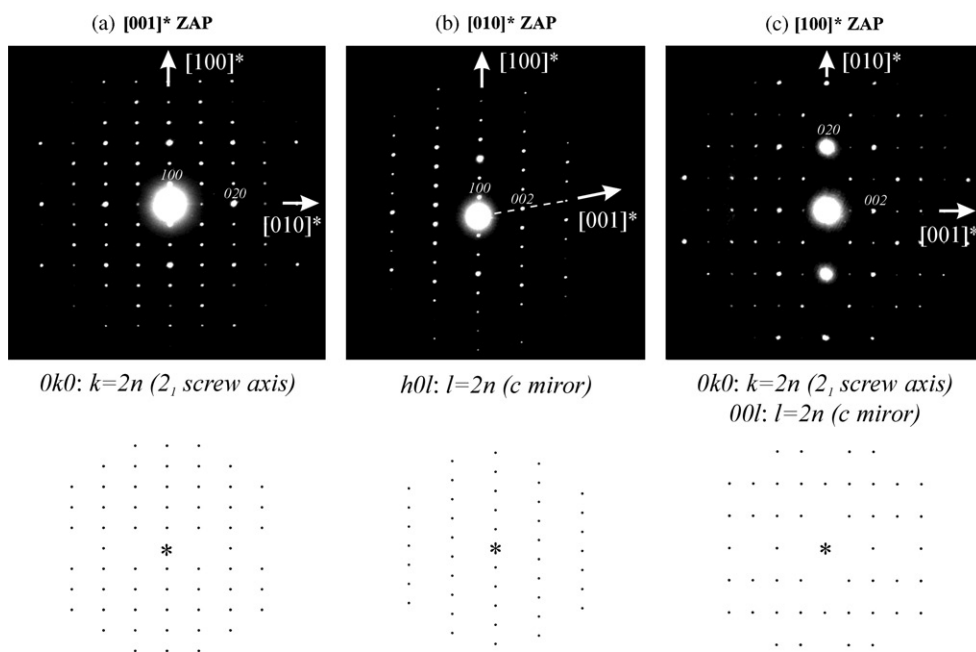 (a) [001]* ZAP
(b) [010]* ZAP
(c) [100]* ZAP
[100]*
100
020
[010]*
[100]*
100
002
[001]*
[010]*
020
002
[001]*
0k0: k=2n (2₁ screw axis)
h0l: l=2n (c miror)
0k0: k=2n (2₁ screw axis)
00l: l=2n (c miror)
*
*
*